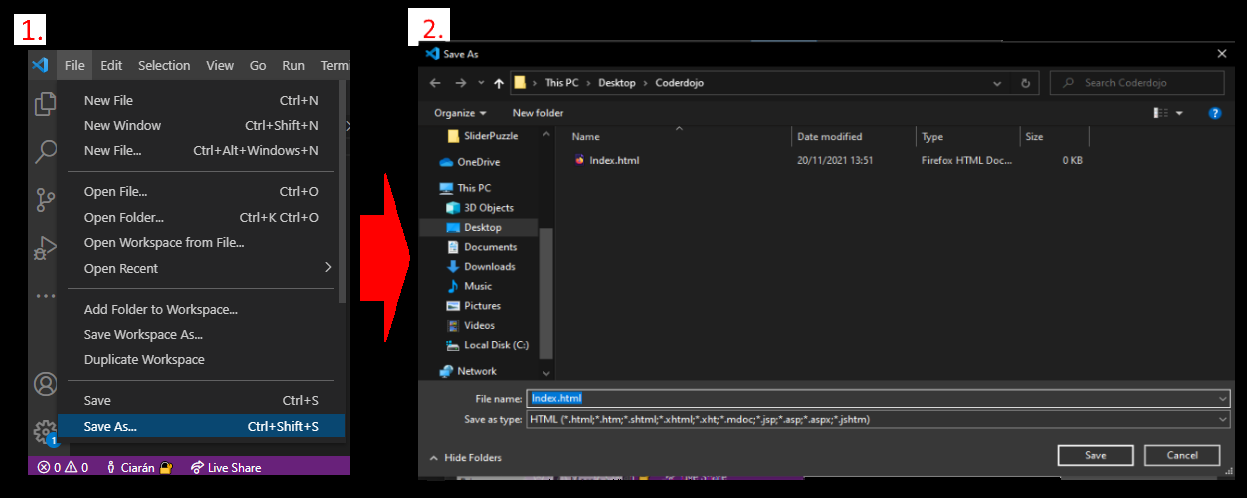 1.
File Edit Selection View Go Run Termi
New File Ctrl+N
New Window Ctrl+Shift+N
New File... Ctrl+Alt+Windows+N
Open File... Ctrl+O
Open Folder... Ctrl+K Ctrl+O
Open Workspace from File...
Open Recent
Add Folder to Workspace...
Save Workspace As...
Duplicate Workspace
Save Ctrl+S
Save As... Ctrl+Shift+S
1
0 0 Ciarán Live Share
2.
Save As
This PC Desktop Coderdojo Search Coderdojo
Organize New folder
Name Date modified Type Size
Index.html 20/11/2021 13:51 Firefox HTML Doc... 0 KB
SliderPuzzle
OneDrive
This PC
3D Objects
Desktop
Documents
Downloads
Music
Pictures
Videos
Local Disk (C:)
Network
File name: Index.html
Save as type: HTML (*.html;*.htm;*.shtml;*.xhtml;*.xht;*.mdoc;*.jsp;*.asp;*.aspx;*.jshtm)
Hide Folders Save Cancel